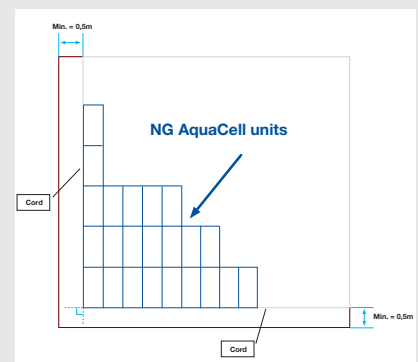 Min. = 0,5m
NG AquaCell units
Cord
Min. = 0,5m
Cord